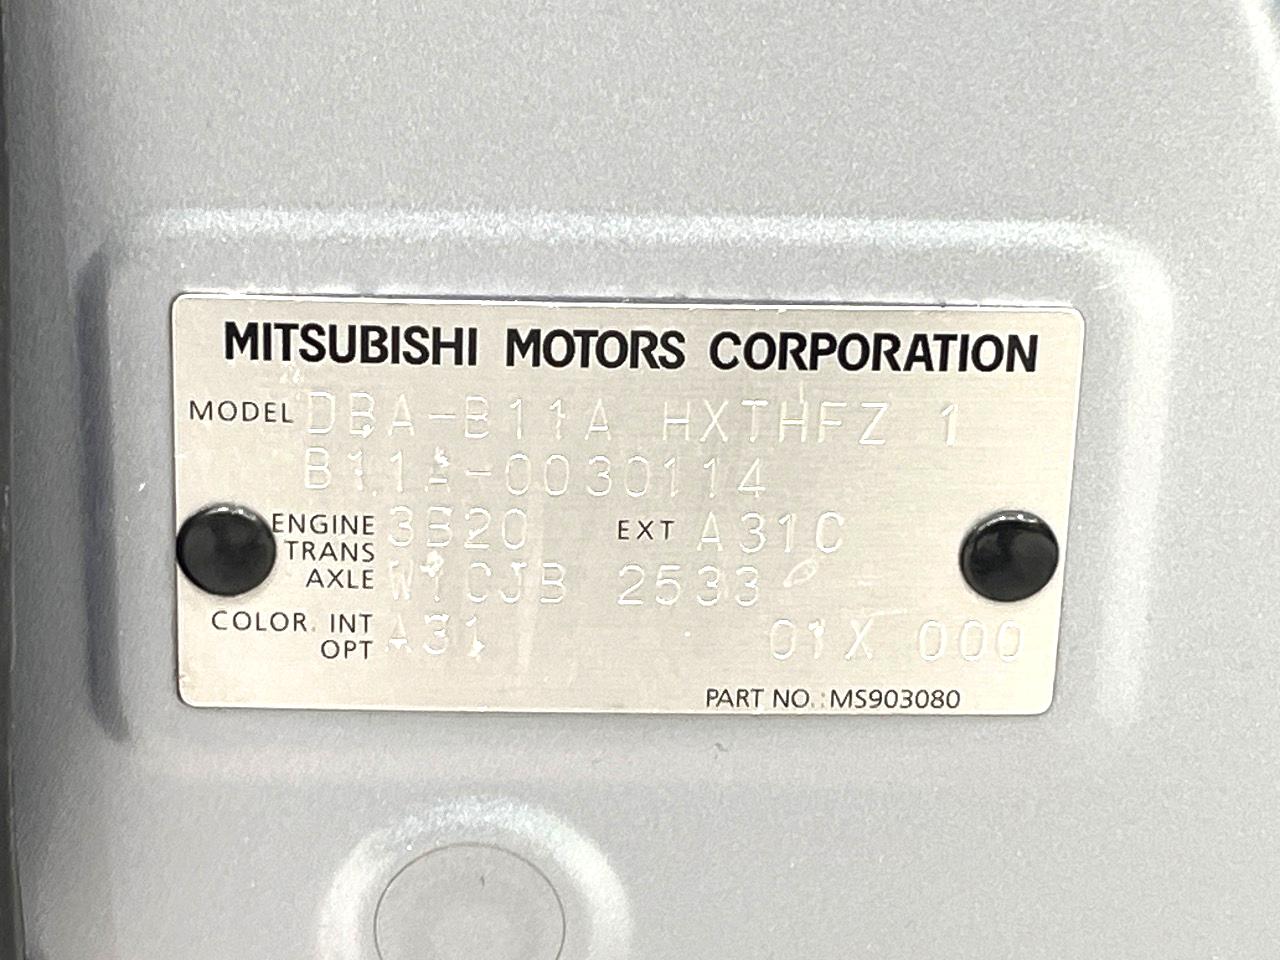 MITSUBISHI MOTORS CORPORATION
MODEL DBA-B11A HXTHFZ 1
B11A-0030114
ENGINE 3B20 EXT A31C
TRANS
AXLE W1CJB 2533
COLOR. INT A31 01X 000
OPT
PART NO.:MS903080